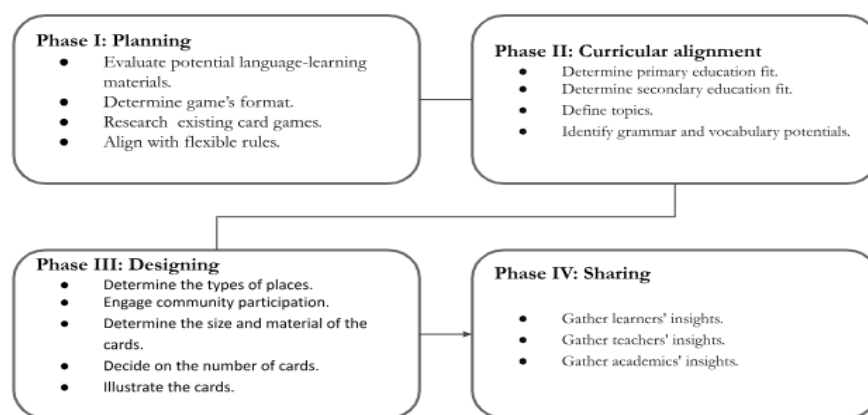 Phase I: Planning
● Evaluate potential language-learning
materials.
● Determine game's format.
● Research existing card games.
● Align with flexible rules.
Phase II: Curricular alignment
● Determine primary education fit.
● Determine secondary education fit.
● Define topics.
● Identify grammar and vocabulary potentials.
Phase III: Designing
● Determine the types of places.
● Engage community participation.
● Determine the size and material of the
cards.
● Decide on the number of cards.
● Illustrate the cards.
Phase IV: Sharing
● Gather learners' insights.
● Gather teachers' insights.
● Gather academics' insights.